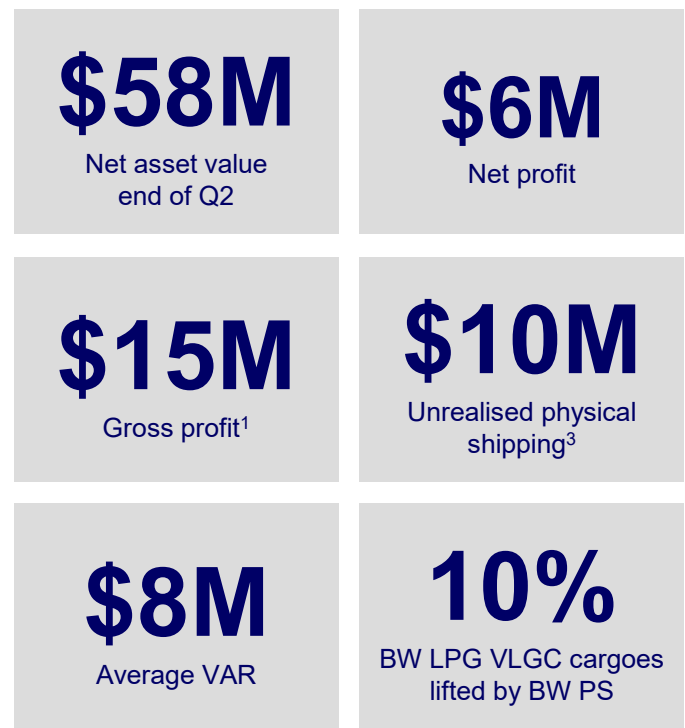 $58M
Net asset value
end of Q2
$6M
Net profit
$15M
Gross profit¹
$10M
Unrealised physical
shipping³
$8M
Average VAR
10%
BW LPG VLGC cargoes
lifted by BW PS